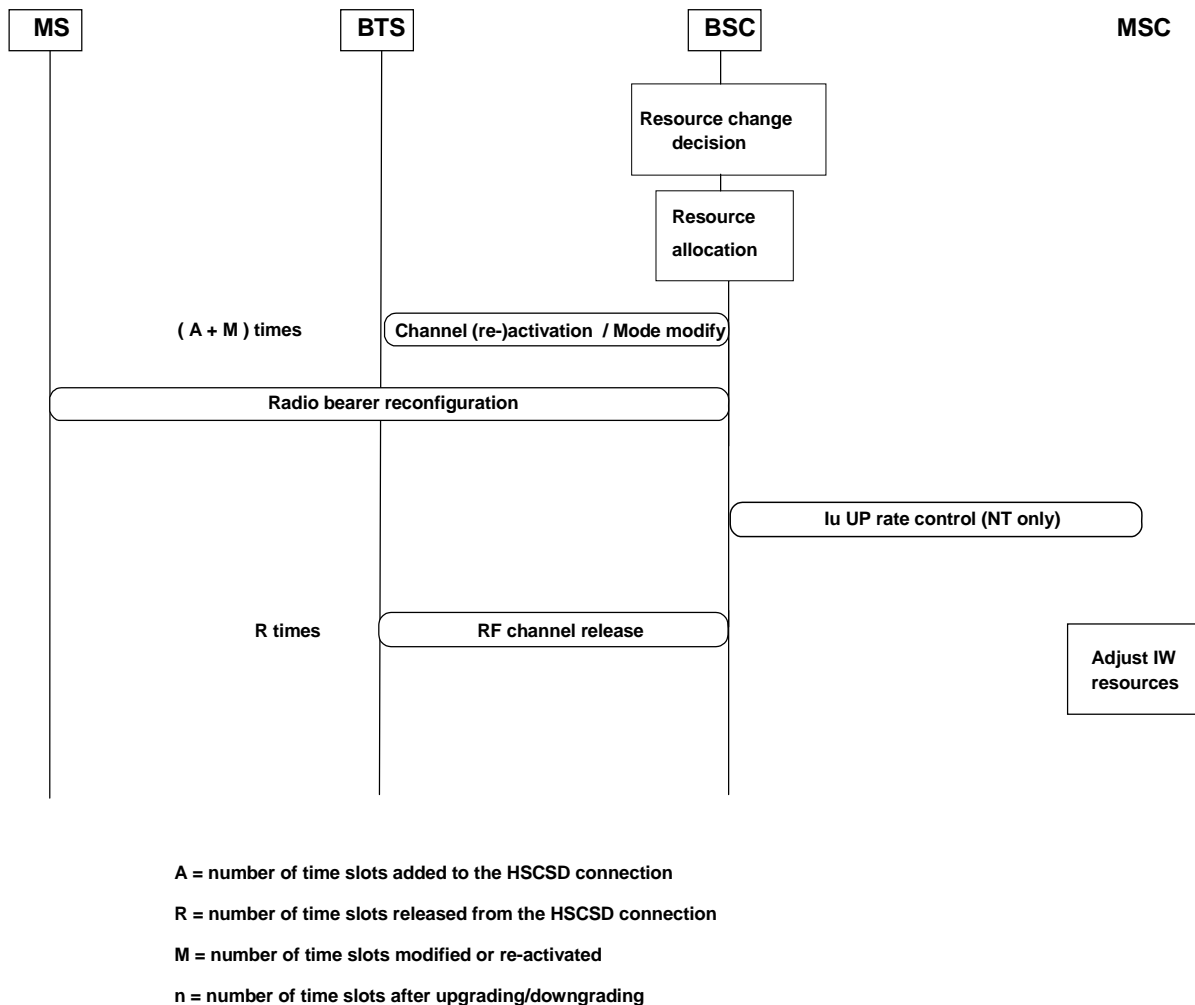 MS
BTS
BSC
MSC
Resource change
decision
Resource
allocation
( A + M ) times
Channel (re-)activation / Mode modify
Radio bearer reconfiguration
Iu UP rate control (NT only)
R times
RF channel release
Adjust IW
resources
A = number of time slots added to the HSCSD connection
R = number of time slots released from the HSCSD connection
M = number of time slots modified or re-activated
n = number of time slots after upgrading/downgrading